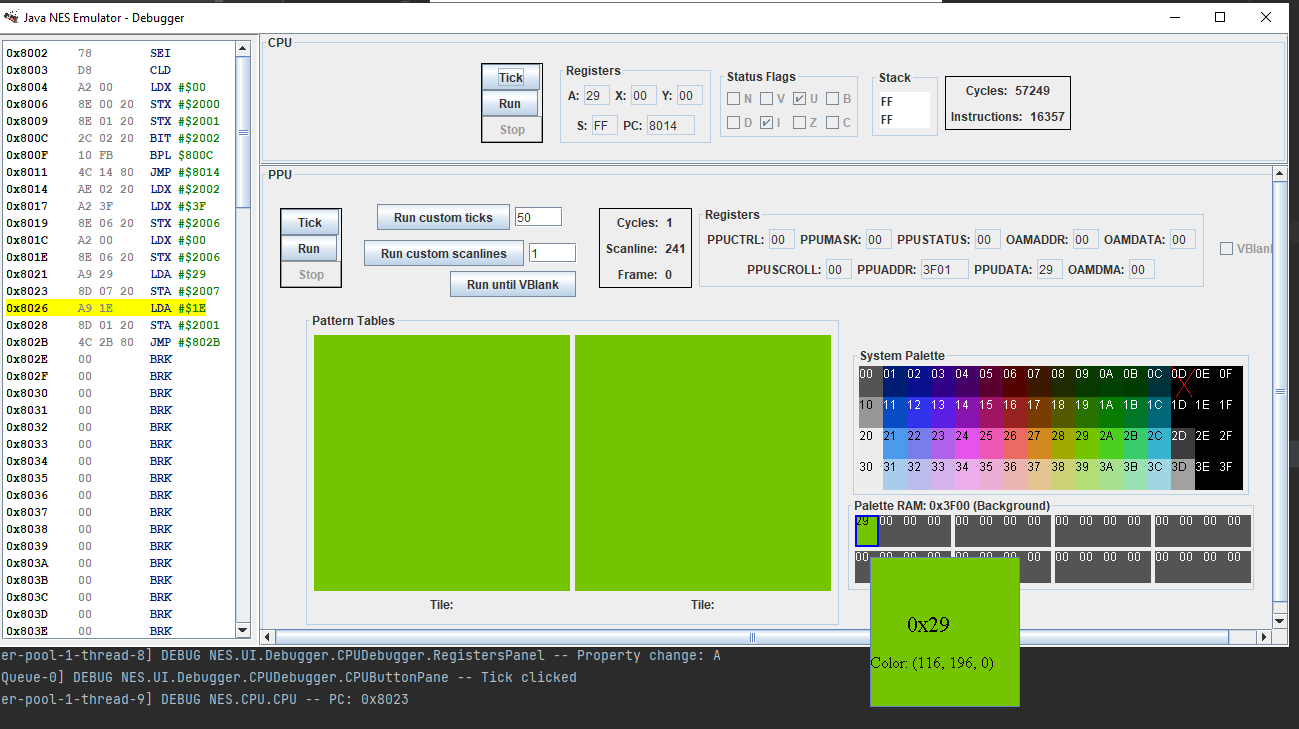 Java NES Emulator - Debugger
0x8002 78 SEI
0x8003 D8 CLD
0x8004 A2 00 LDX #$00
0x8006 8E 00 20 STX #$2000
0x8009 8E 01 20 STX #$2001
0x800C 2C 02 20 BIT #$2002
0x800F 10 FB BPL $800C
0x8011 4C 14 80 JMP #$8014
0x8014 AE 02 20 LDX #$2002
0x8017 A2 3F LDX #$3F
0x8019 8E 06 20 STX #$2006
0x801C A2 00 LDX #$00
0x801E 8E 06 20 STX #$2006
0x8021 A9 29 LDA #$29
0x8023 8D 07 20 STA #$2007
0x8026 A9 1E LDA #$1E
0x8028 8D 01 20 STA #$2001
0x802B 4C 2B 80 JMP #$802B
0x802E 00 BRK
0x802F 00 BRK
0x8030 00 BRK
0x8031 00 BRK
0x8032 00 BRK
0x8033 00 BRK
0x8034 00 BRK
0x8035 00 BRK
0x8036 00 BRK
0x8037 00 BRK
0x8038 00 BRK
0x8039 00 BRK
0x803A 00 BRK
0x803B 00 BRK
0x803C 00 BRK
0x803D 00 BRK
0x803E 00 BRK
CPU
Tick
Run
Stop
Registers
A: 29 X: 00 Y: 00
S: FF PC: 8014
Status Flags
N V U B
D I Z C
Stack
FF
FF
Cycles: 57249
Instructions: 16357
PPU
Tick
Run
Stop
Run custom ticks 50
Run custom scanlines 1
Run until VBlank
Cycles: 1
Scanline: 241
Frame: 0
Registers
PPUCTRL: 00 PPUMASK: 00 PPUSTATUS: 00 OAMADDR: 00 OAMDATA: 00
PPUSCROLL: 00 PPUADDR: 3F01 PPUDATA: 29 OAMDMA: 00
VBlank
Pattern Tables
Tile: Tile:
System Palette
00 01 02 03 04 05 06 07 08 09 0A 0B 0C 0D 0E 0F
10 11 12 13 14 15 16 17 18 19 1A 1B 1C 1D 1E 1F
20 21 22 23 24 25 26 27 28 29 2A 2B 2C 2D 2E 2F
30 31 32 33 34 35 36 37 38 39 3A 3B 3C 3D 3E 3F
Palette RAM: 0x3F00 (Background)
29 00 00 00 00 00 00 00 00 00 00 00 00 00 00 00
00 00 00 00 00 00 00 00 00 00 00 00 00 00 00 00
0x29
Color: (116, 196, 0)
er-pool-1-thread-8] DEBUG NES.UI.Debugger.CPUDebugger.RegistersPanel -- Property change: A
Queue-0] DEBUG NES.UI.Debugger.CPUDebugger.CPUButtonPane -- Tick clicked
er-pool-1-thread-9] DEBUG NES.CPU.CPU -- PC: 0x8023